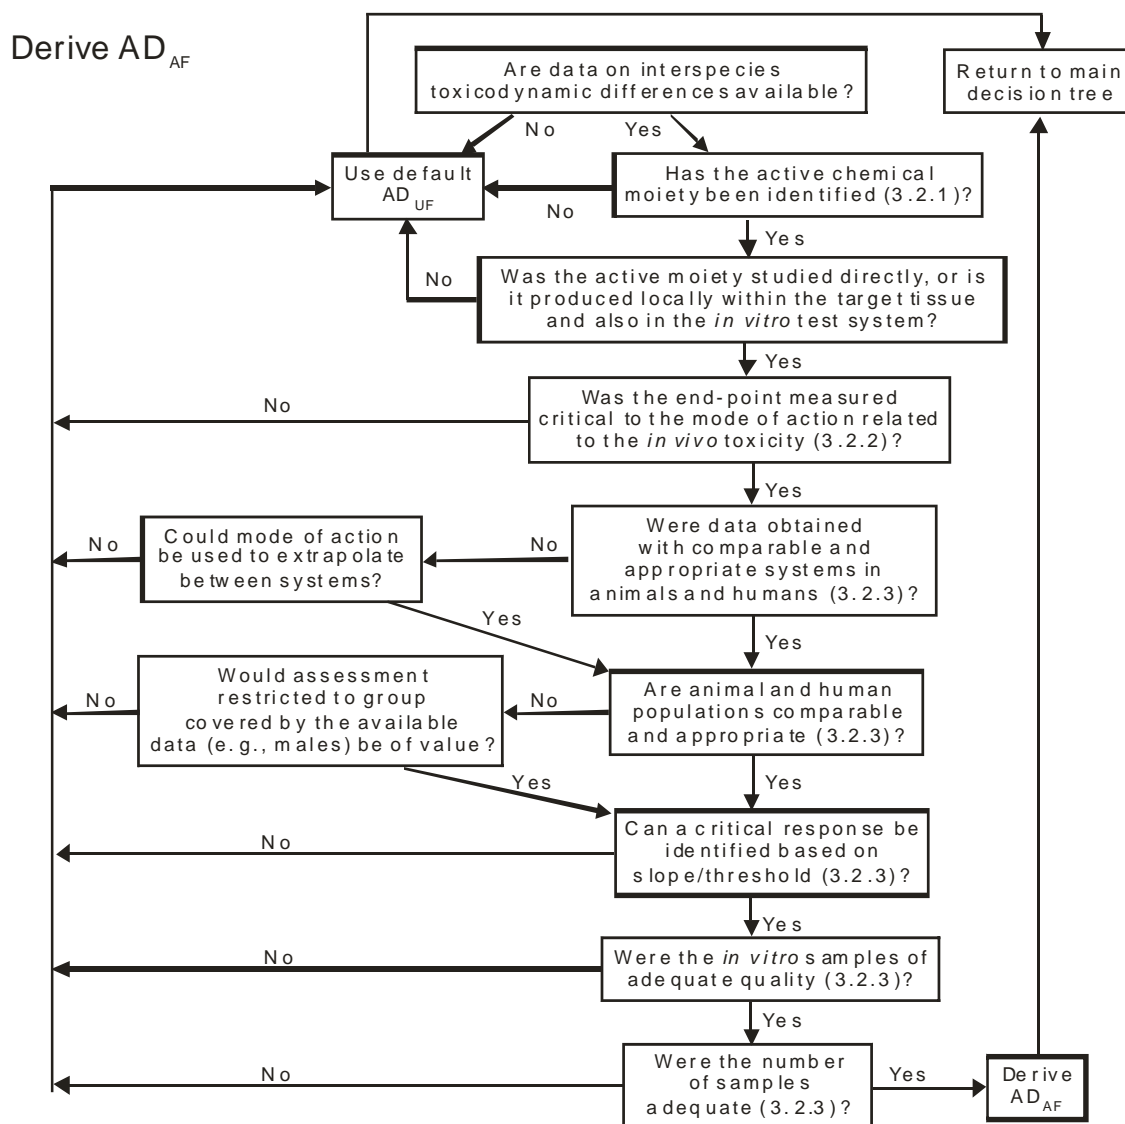 Derive AD_AF
Are data on interspecies
toxicodynamic differences available?
Return to main
decision tree
No
Yes
Use default
AD_UF
Has the active chemical
moiety been identified (3.2.1)?
No
Yes
No
Was the active moiety studied directly, or is
it produced locally within the target tissue
and also in the in vitro test system?
Yes
No
Was the end-point measured
critical to the mode of action related
to the in vivo toxicity (3.2.2)?
Yes
No
Could mode of action
be used to extrapolate
between systems?
No
Were data obtained
with comparable and
appropriate systems in
animals and humans (3.2.3)?
Yes
Yes
No
Would assessment
restricted to group
covered by the available
data (e.g., males) be of value?
No
Are animal and human
populations comparable
and appropriate (3.2.3)?
Yes
Yes
No
Can a critical response be
identified based on
slope/threshold (3.2.3)?
Yes
No
Were the in vitro samples of
adequate quality (3.2.3)?
Yes
No
Were the number
of samples
adequate (3.2.3)?
Yes
Derive
AD_AF